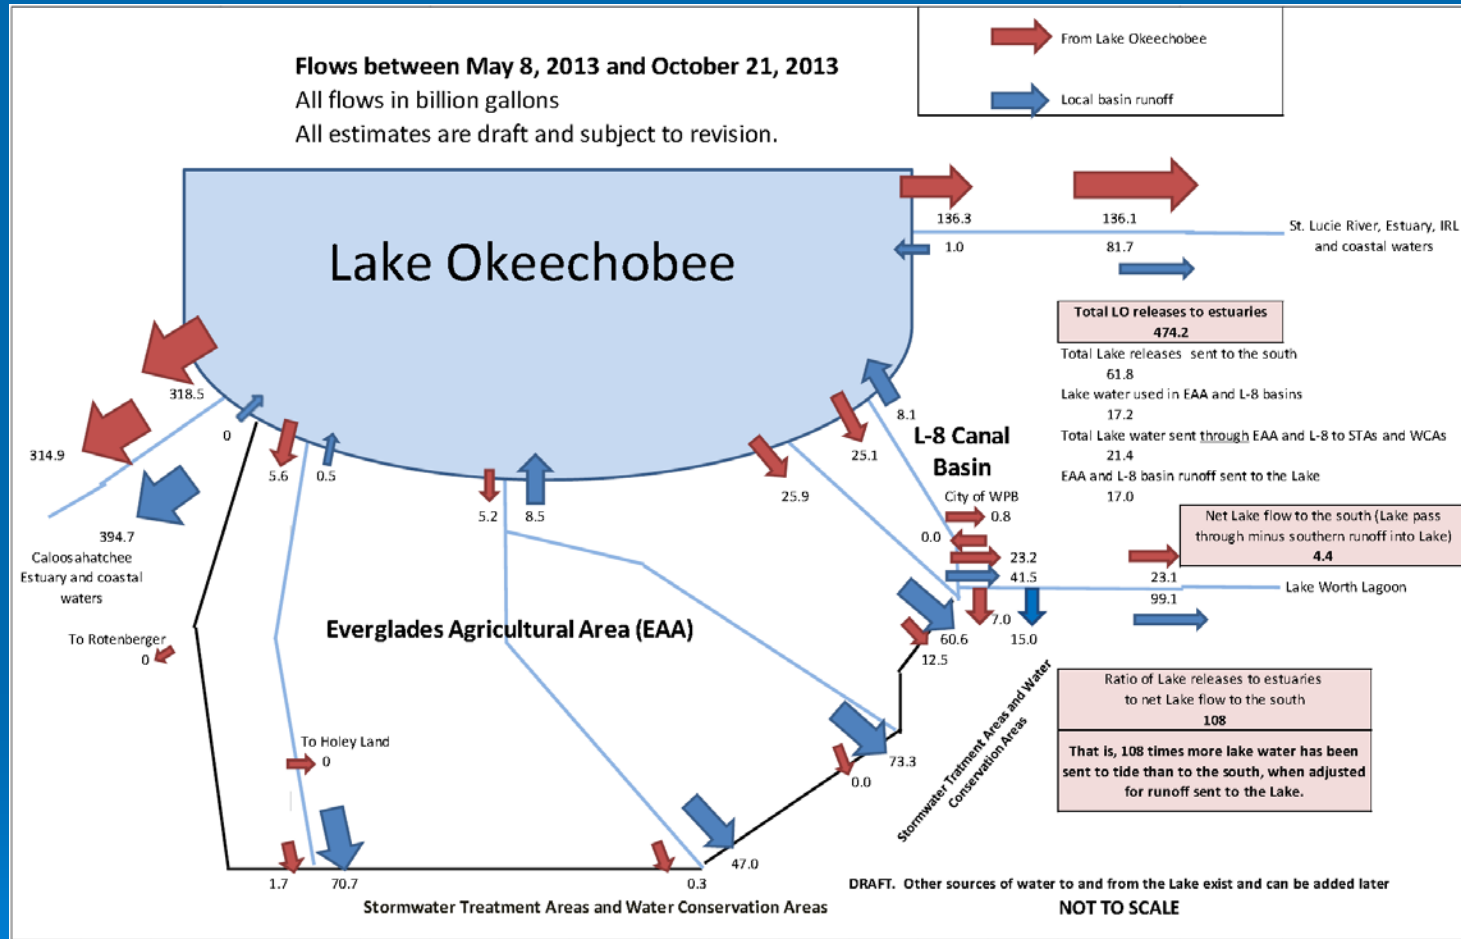 From Lake Okeechobee
Local basin runoff
Flows between May 8, 2013 and October 21, 2013
All flows in billion gallons
All estimates are draft and subject to revision.
Lake Okeechobee
136.3
136.1
1.0
81.7
St. Lucie River, Estuary, IRL
and coastal waters
Total LO releases to estuaries
474.2
Total Lake releases sent to the south
61.8
Lake water used in EAA and L-8 basins
17.2
Total Lake water sent through EAA and L-8 to STAs and WCAs
21.4
EAA and L-8 basin runoff sent to the Lake
17.0
Net Lake flow to the south (Lake pass
through minus southern runoff into Lake)
4.4
318.5
314.9
394.7
Caloosahatchee
Estuary and coastal
waters
0
5.6
0.5
5.2
8.5
25.9
25.1
8.1
L-8 Canal
Basin
City of WPB
0.8
0.0
23.2
41.5
23.1
99.1
Lake Worth Lagoon
7.0
15.0
60.6
12.5
Everglades Agricultural Area (EAA)
To Rotenberger
0
To Holey Land
0
73.3
0.0
47.0
0.3
1.7
70.7
Stormwater Tratment Areas and Water
Conservation Areas
Ratio of Lake releases to estuaries
to net Lake flow to the south
108
That is, 108 times more lake water has been
sent to tide than to the south, when adjusted
for runoff sent to the Lake.
DRAFT. Other sources of water to and from the Lake exist and can be added later
Stormwater Treatment Areas and Water Conservation Areas
NOT TO SCALE